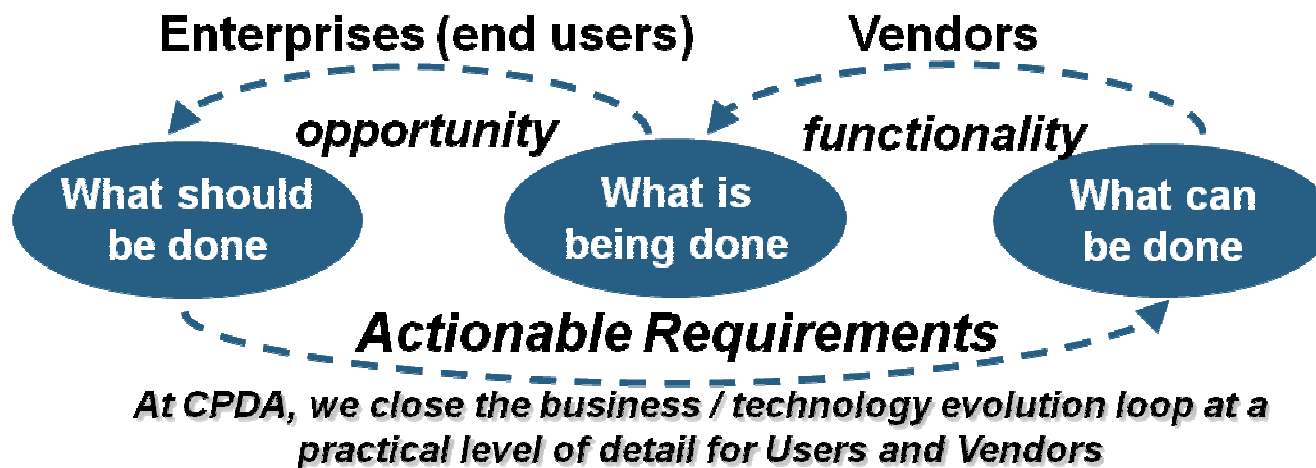 Enterprises (end users)
Vendors
opportunity
functionality
What should
be done
What is
being done
What can
be done
Actionable Requirements
At CPDA, we close the business / technology evolution loop at a
practical level of detail for Users and Vendors